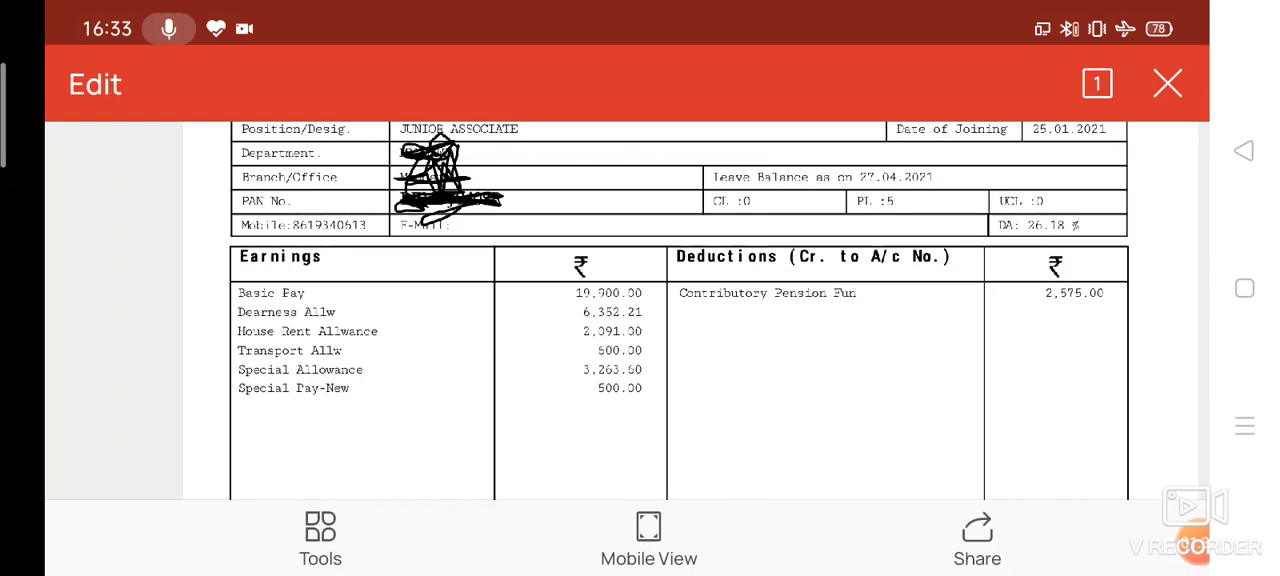 16:33 78
Edit 1
Position/Desig. JUNIOR ASSOCIATE Date of Joining 25.01.2021
Department.
Branch/Office Leave Balance as on 27.04.2021
PAN No. CL :0 PL :5 UCL :0
Mobile:8619340613 E-Mail: DA: 26.18 %
Earnings ₹ Deductions (Cr. to A/c No.) ₹
Basic Pay 19,900.00 Contributory Pension Fun 2,575.00
Dearness Allw 6,352.21
House Rent Allwance 2,091.00
Transport Allw 600.00
Special Allowance 3,263.60
Special Pay-New 500.00
Tools Mobile View Share
V RECORDER